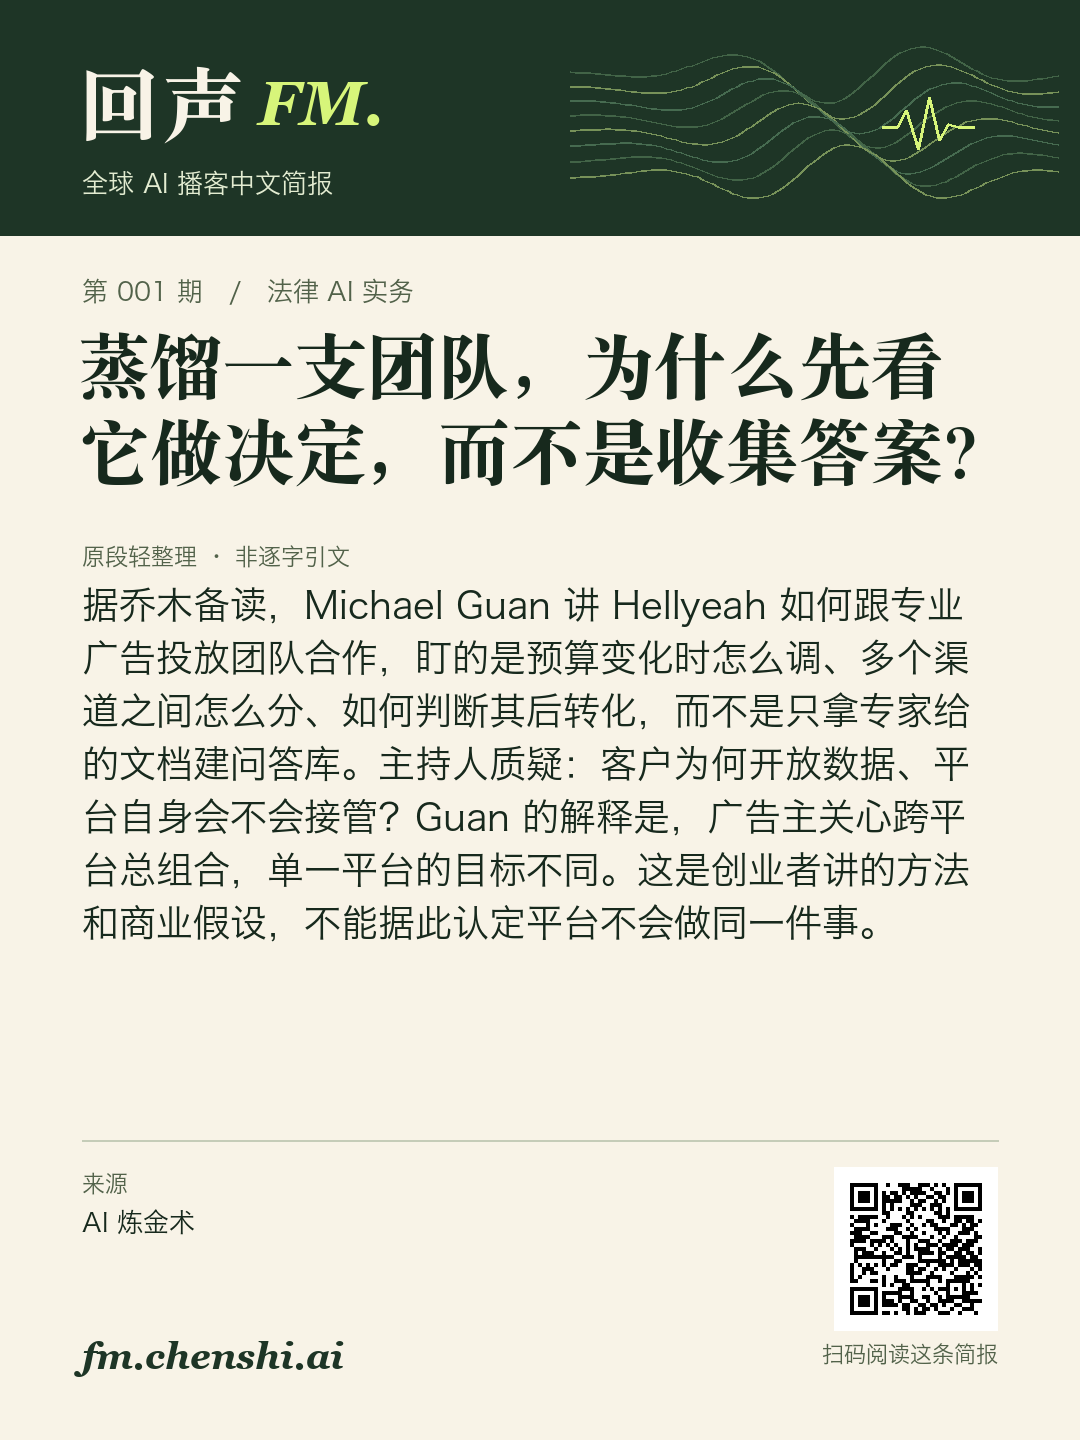 回声 FM.
全球 AI 播客中文简报
第 001 期 / 法律 AI 实务
蒸馏一支团队，为什么先看
它做决定，而不是收集答案?
原段轻整理 · 非逐字引文
据乔木备读，Michael Guan 讲 Hellyeah 如何跟专业
广告投放团队合作，盯的是预算变化时怎么调、多个渠
道之间怎么分、如何判断其后转化，而不是只拿专家给
的文档建问答库。主持人质疑：客户为何开放数据、平
台自身会不会接管？Guan 的解释是，广告主关心跨平
台总组合，单一平台的目标不同。这是创业者讲的方法
和商业假设，不能据此认定平台不会做同一件事。
来源
AI 炼金术
fm.chenshi.ai
扫码阅读这条简报